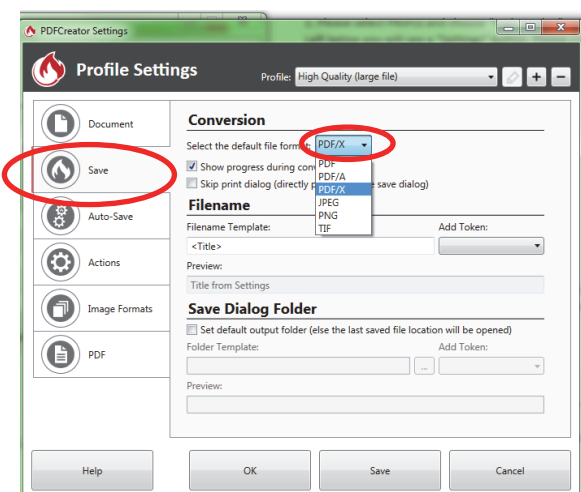 PDFCreator Settings
Profile Settings
Profile: High Quality (large file)
Document
Save
Auto-Save
Actions
Image Formats
PDF
Conversion
Select the default file format: PDF/X
Show progress during con
Skip print dialog (directly p e save dialog)
PDF
PDF/A
PDF/X
JPEG
PNG
TIF
Filename
Filename Template: Add Token:
<Title>
Preview:
Title from Settings
Save Dialog Folder
Set default output folder (else the last saved file location will be opened)
Folder Template: Add Token:
...
Preview:
Help OK Save Cancel